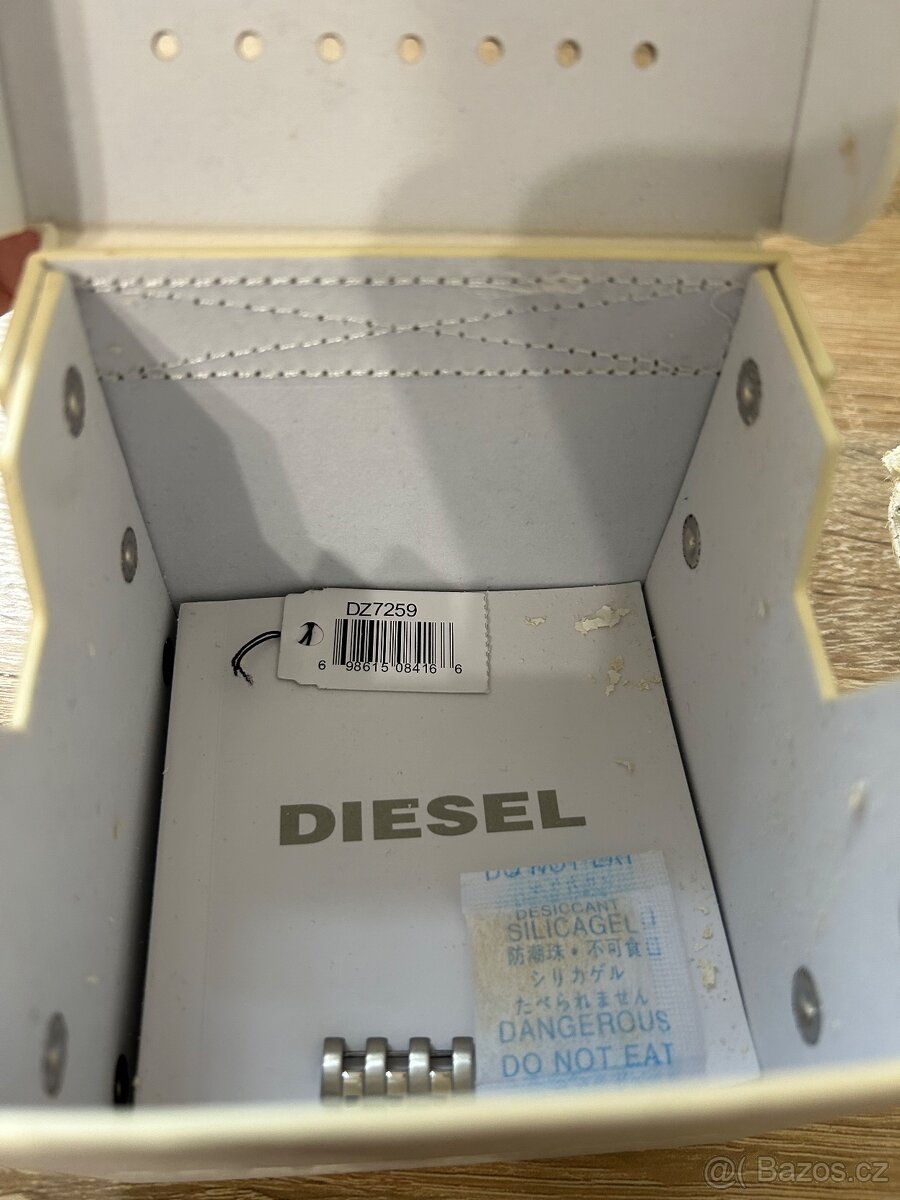 DZ7259
6 98615 08416 6
DIESEL
DO NOT EAT
DESICCANT
SILICAGEL
防潮珠・不可食
シリカゲル
たべられません
DANGEROUS
DO NOT EAT
@( Bazos.cz